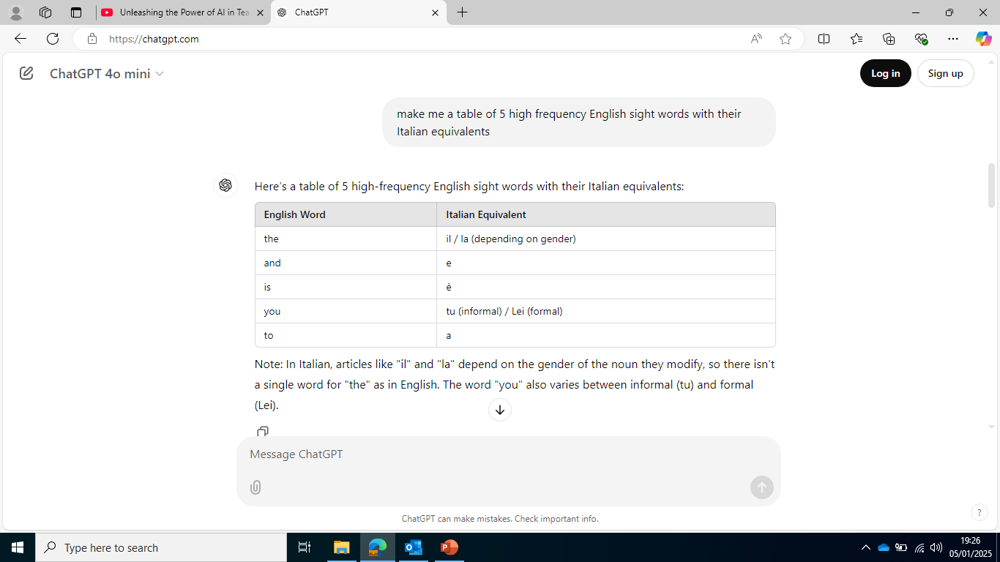 Unleashing the Power of AI in Tea
ChatGPT
https://chatgpt.com
ChatGPT 4o mini
Log in
Sign up
make me a table of 5 high frequency English sight words with their
Italian equivalents
Here's a table of 5 high-frequency English sight words with their Italian equivalents:
English Word Italian Equivalent
the il / la (depending on gender)
and e
is è
you tu (informal) / Lei (formal)
to a
Note: In Italian, articles like "il" and "la" depend on the gender of the noun they modify, so there isn't
a single word for "the" as in English. The word "you" also varies between informal (tu) and formal
(Lei).
Message ChatGPT
ChatGPT can make mistakes. Check important info.
?
Type here to search
19:26
05/01/2025